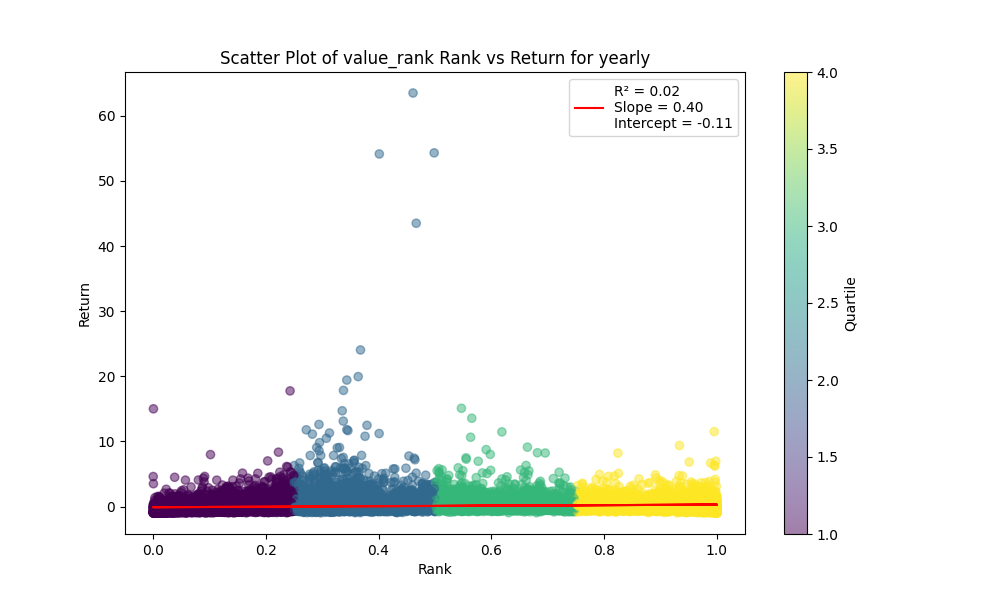 Scatter Plot of value_rank Rank vs Return for yearly
R² = 0.02
Slope = 0.40
Intercept = -0.11
60
50
40
30
20
10
0
Return
0.0 0.2 0.4 0.6 0.8 1.0
Rank
4.0
3.5
3.0
2.5
2.0
1.5
1.0
Quartile